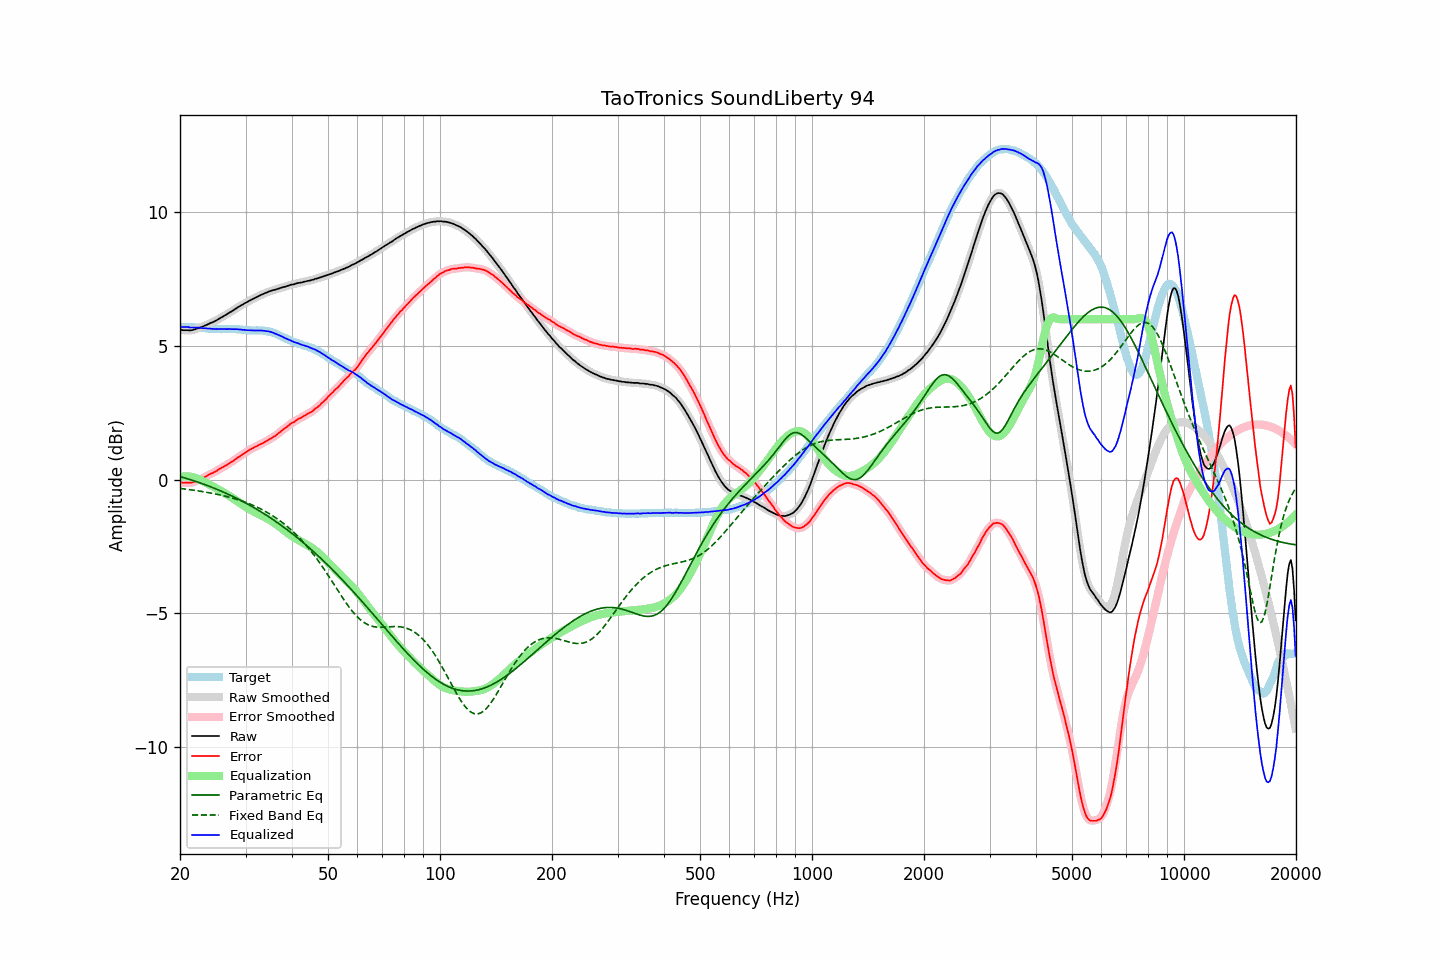 TaoTronics SoundLiberty 94
Amplitude (dBr)
10
5
0
−5
−10
Target
Raw Smoothed
Error Smoothed
Raw
Error
Equalization
Parametric Eq
Fixed Band Eq
Equalized
20 50 100 200 500 1000 2000 5000 10000 20000
Frequency (Hz)